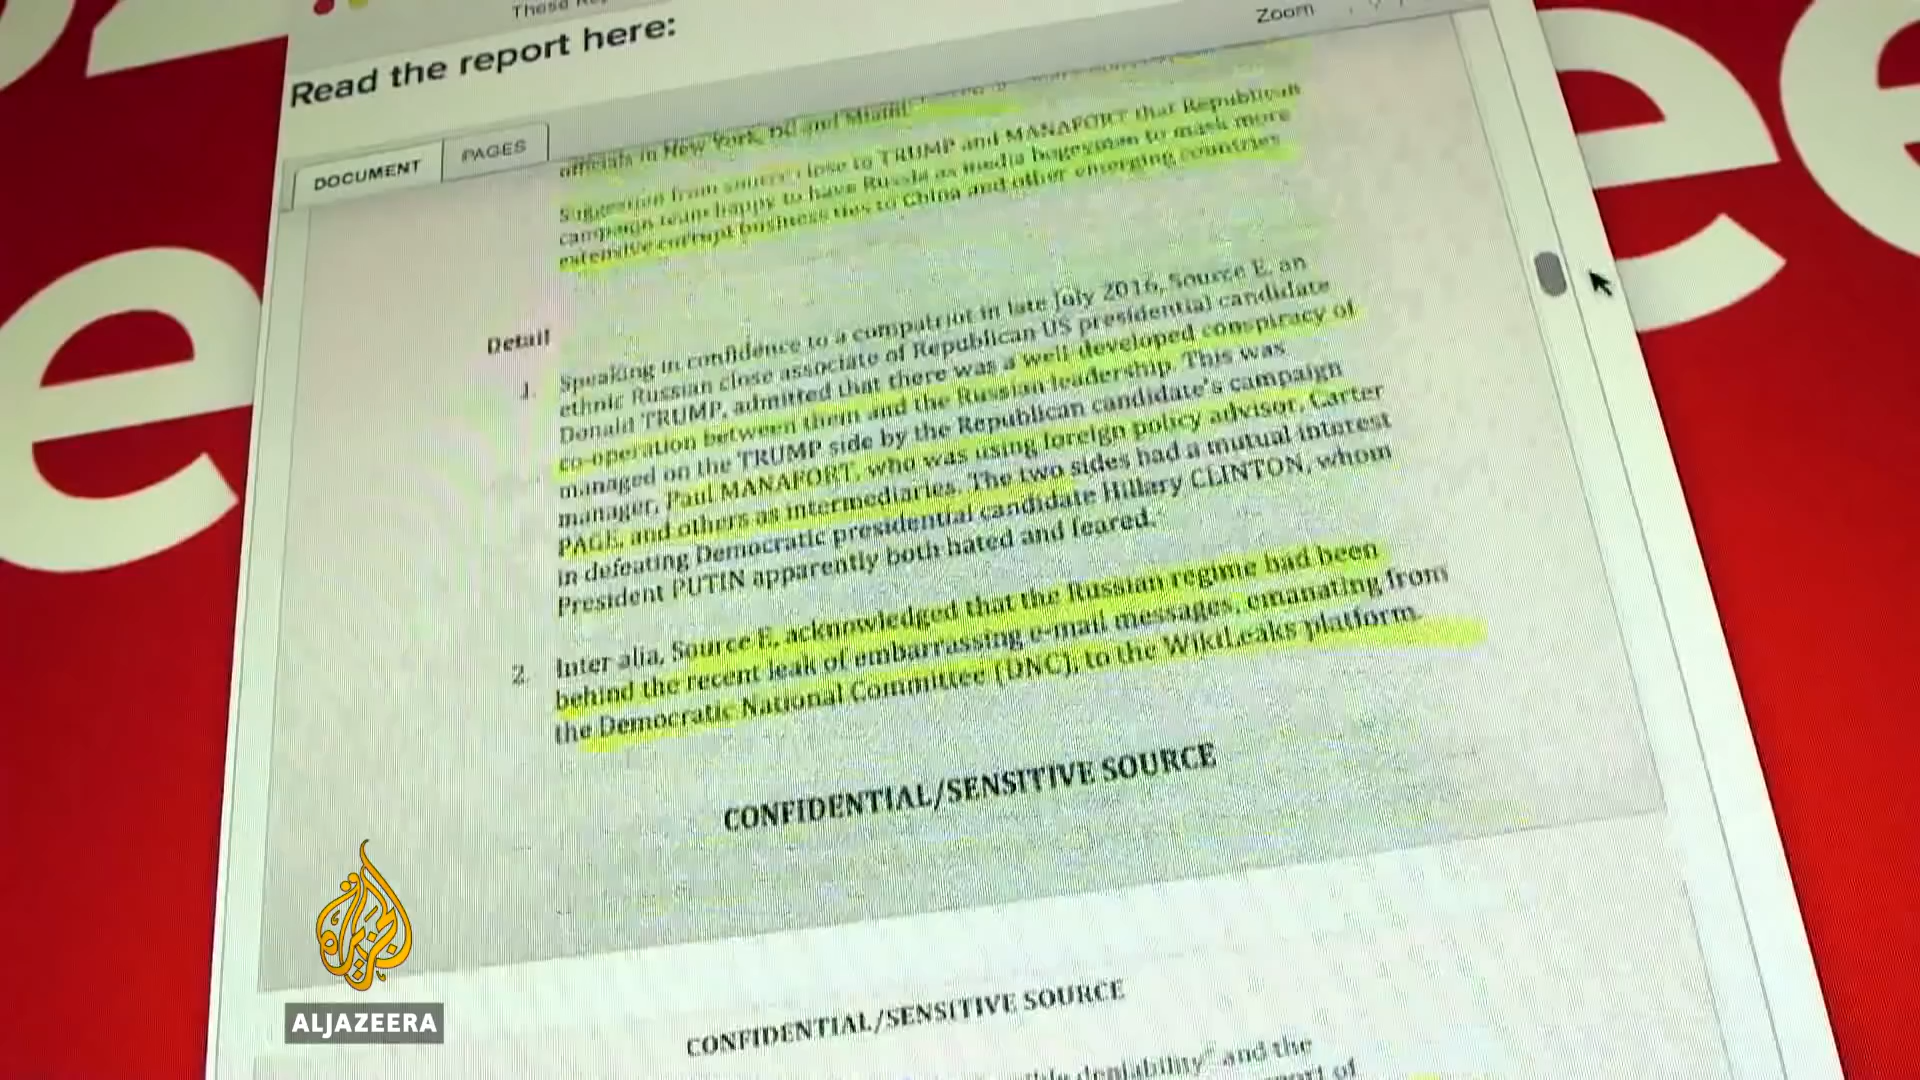 These
Zoom
Read the report here:
DOCUMENT
PAGES
officials in New York, DC and Miami
Suggestion from source close to TRUMP and MANAFORT that Republican
campaign team happy to have Russia as media bogeyman to mask more
extensive corrupt business ties to China and other emerging countries
Detail
1. Speaking in confidence to a compatriot in late July 2016, Source E, an
ethnic Russian close associate of Republican US presidential candidate
Donald TRUMP, admitted that there was a well-developed conspiracy of
co-operation between them and the Russian leadership. This was
managed on the TRUMP side by the Republican candidate's campaign
manager, Paul MANAFORT, who was using foreign policy advisor, Carter
PAGE, and others as intermediaries. The two sides had a mutual interest
in defeating Democratic presidential candidate Hillary CLINTON, whom
President PUTIN apparently both hated and feared.
2. Inter alia, Source E, acknowledged that the Russian regime had been
behind the recent leak of embarrassing e-mail messages, emanating from
the Democratic National Committee (DNC), to the WikiLeaks platform.
CONFIDENTIAL/SENSITIVE SOURCE
CONFIDENTIAL/SENSITIVE SOURCE
deniability" and the
of
ee
e
الجزيرة
ALJAZEERA